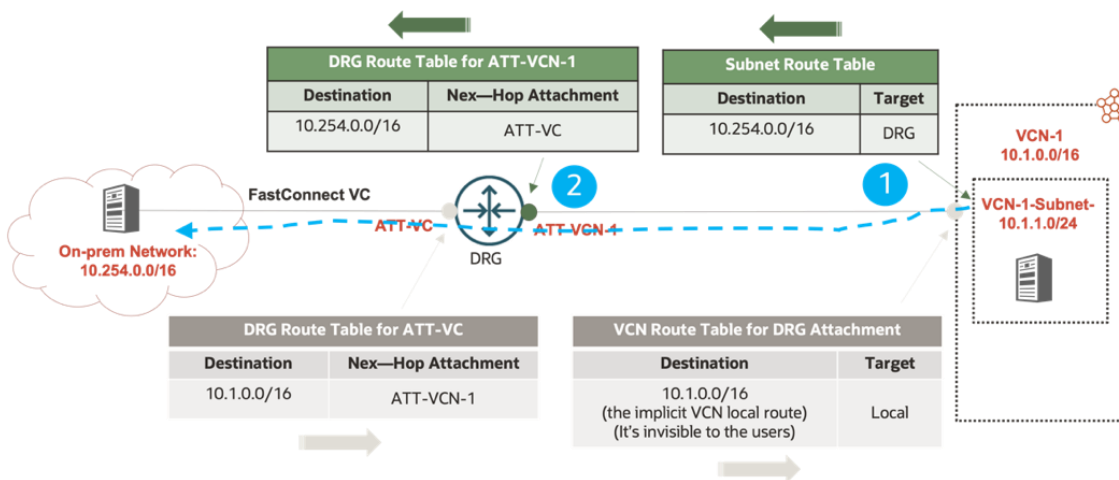 DRG Route Table for ATT-VCN-1
Destination Nex—Hop Attachment
10.254.0.0/16 ATT-VC
Subnet Route Table
Destination Target
10.254.0.0/16 DRG
VCN-1
10.1.0.0/16
VCN-1-Subnet-
10.1.1.0/24
FastConnect VC
2
1
ATT-VC
ATT-VCN-1
DRG
On-prem Network:
10.254.0.0/16
DRG Route Table for ATT-VC
Destination Nex—Hop Attachment
10.1.0.0/16 ATT-VCN-1
VCN Route Table for DRG Attachment
Destination Target
10.1.0.0/16
(the implicit VCN local route)
(It's invisible to the users)
Local